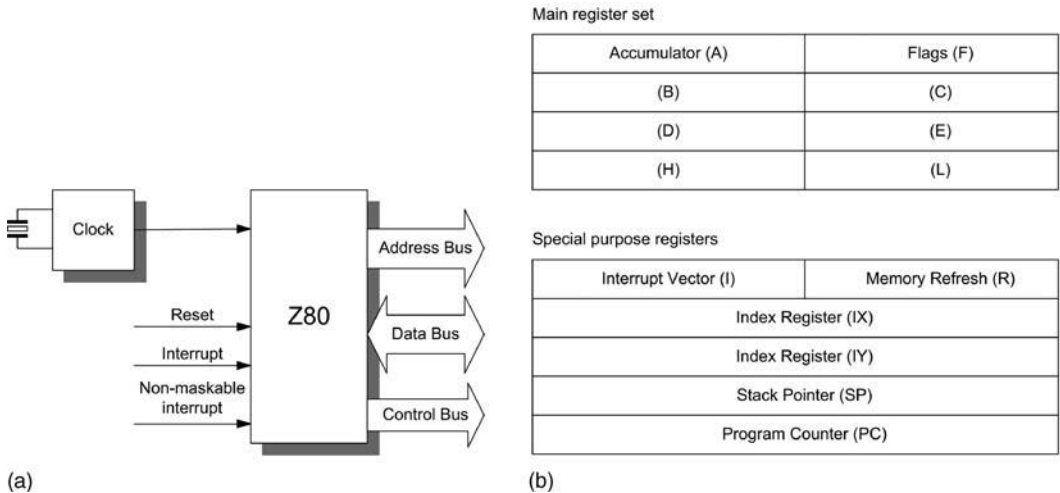 Clock
Reset
Interrupt
Non-maskable
interrupt
Z80
Address Bus
Data Bus
Control Bus
(a)
Main register set
Accumulator (A)
Flags (F)
(B)
(C)
(D)
(E)
(H)
(L)
Special purpose registers
Interrupt Vector (I)
Memory Refresh (R)
Index Register (IX)
Index Register (IY)
Stack Pointer (SP)
Program Counter (PC)
(b)